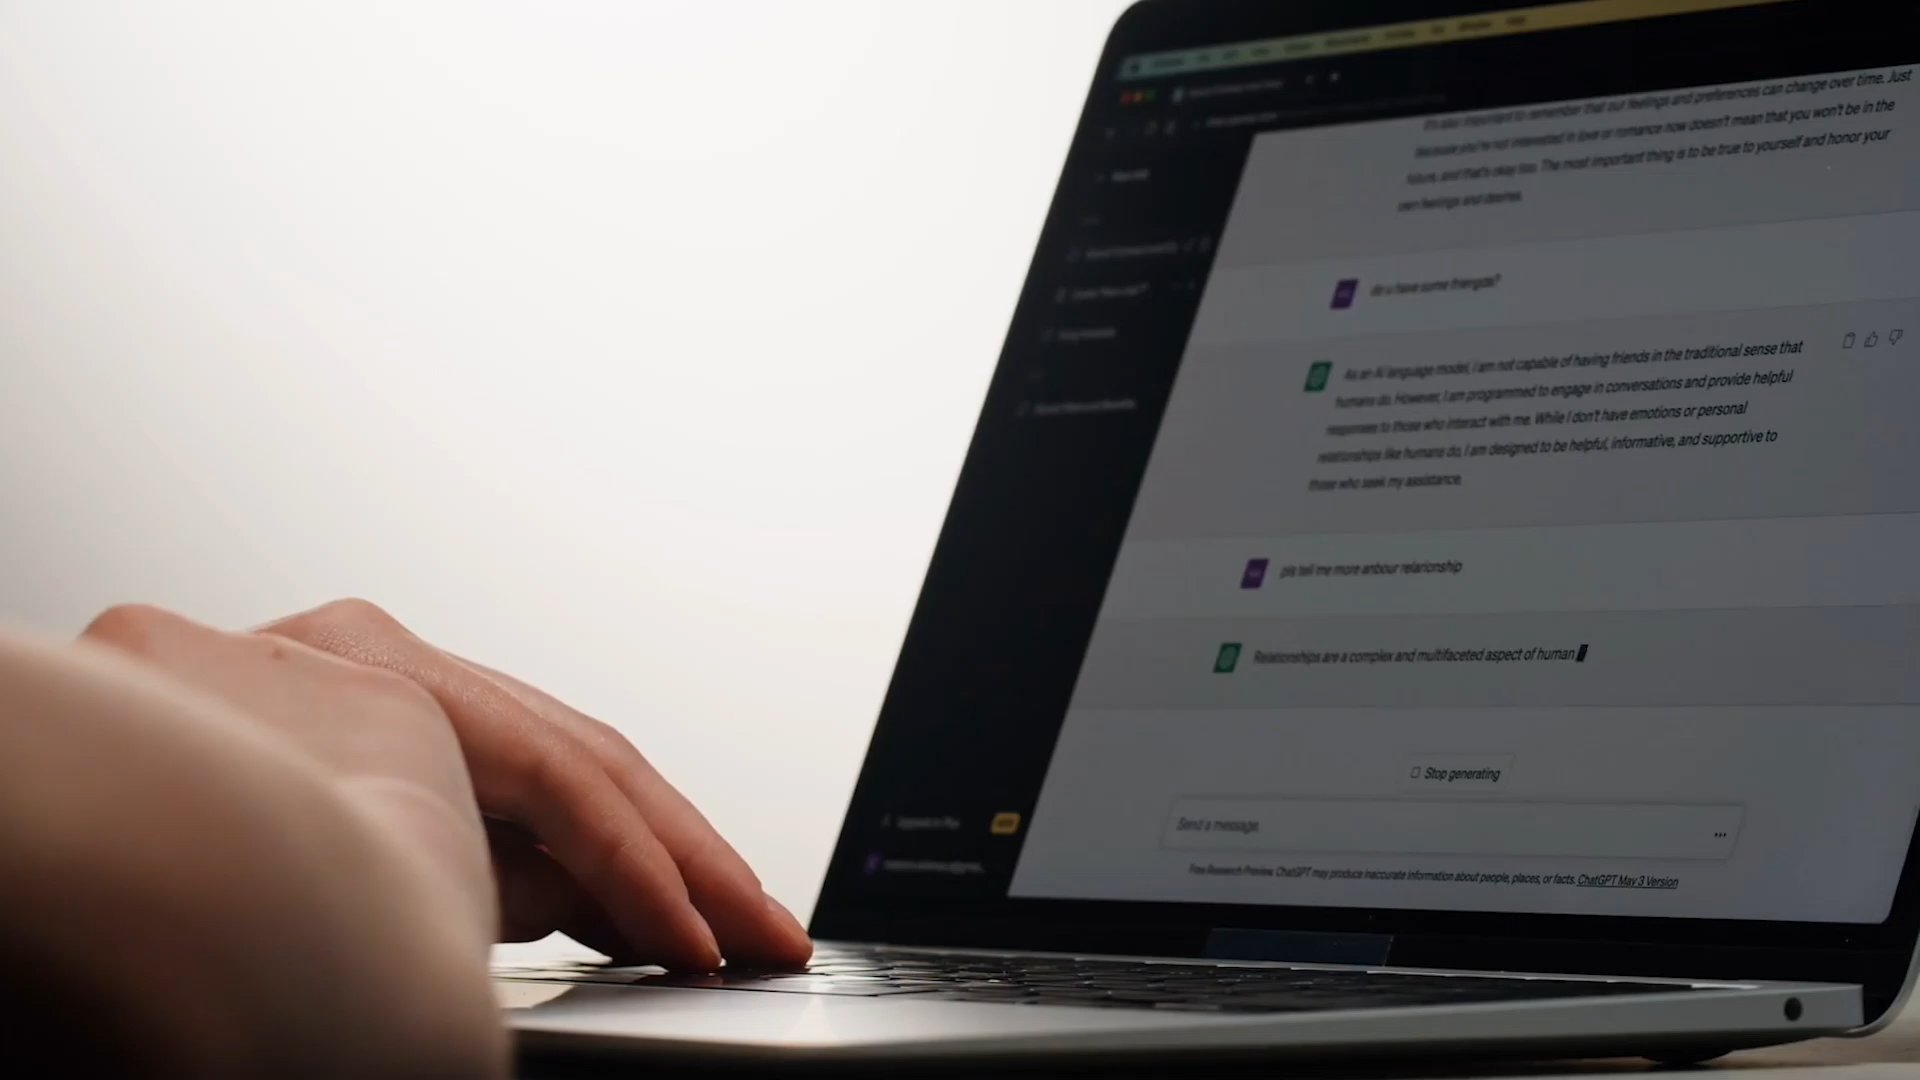 It's also important to remember that our feelings and preferences can change over time. Just
because you're not interested in love or romance now doesn't mean that you won't be in the
future, and that's okay too. The most important thing is to be true to yourself and honor your
own feelings and desires.
do u have some friengds?
As an AI language model, I am not capable of having friends in the traditional sense that
humans do. However, I am programmed to engage in conversations and provide helpful
responses to those who interact with me. While I don't have emotions or personal
relationships like humans do, I am designed to be helpful, informative, and supportive to
those who seek my assistance.
pls tell me more anbour relarionship
Relationships are a complex and multifaceted aspect of human
Stop generating
Send a message.
Upgrade to Plus
Free Research Preview. ChatGPT may produce inaccurate information about people, places, or facts. ChatGPT May 3 Version